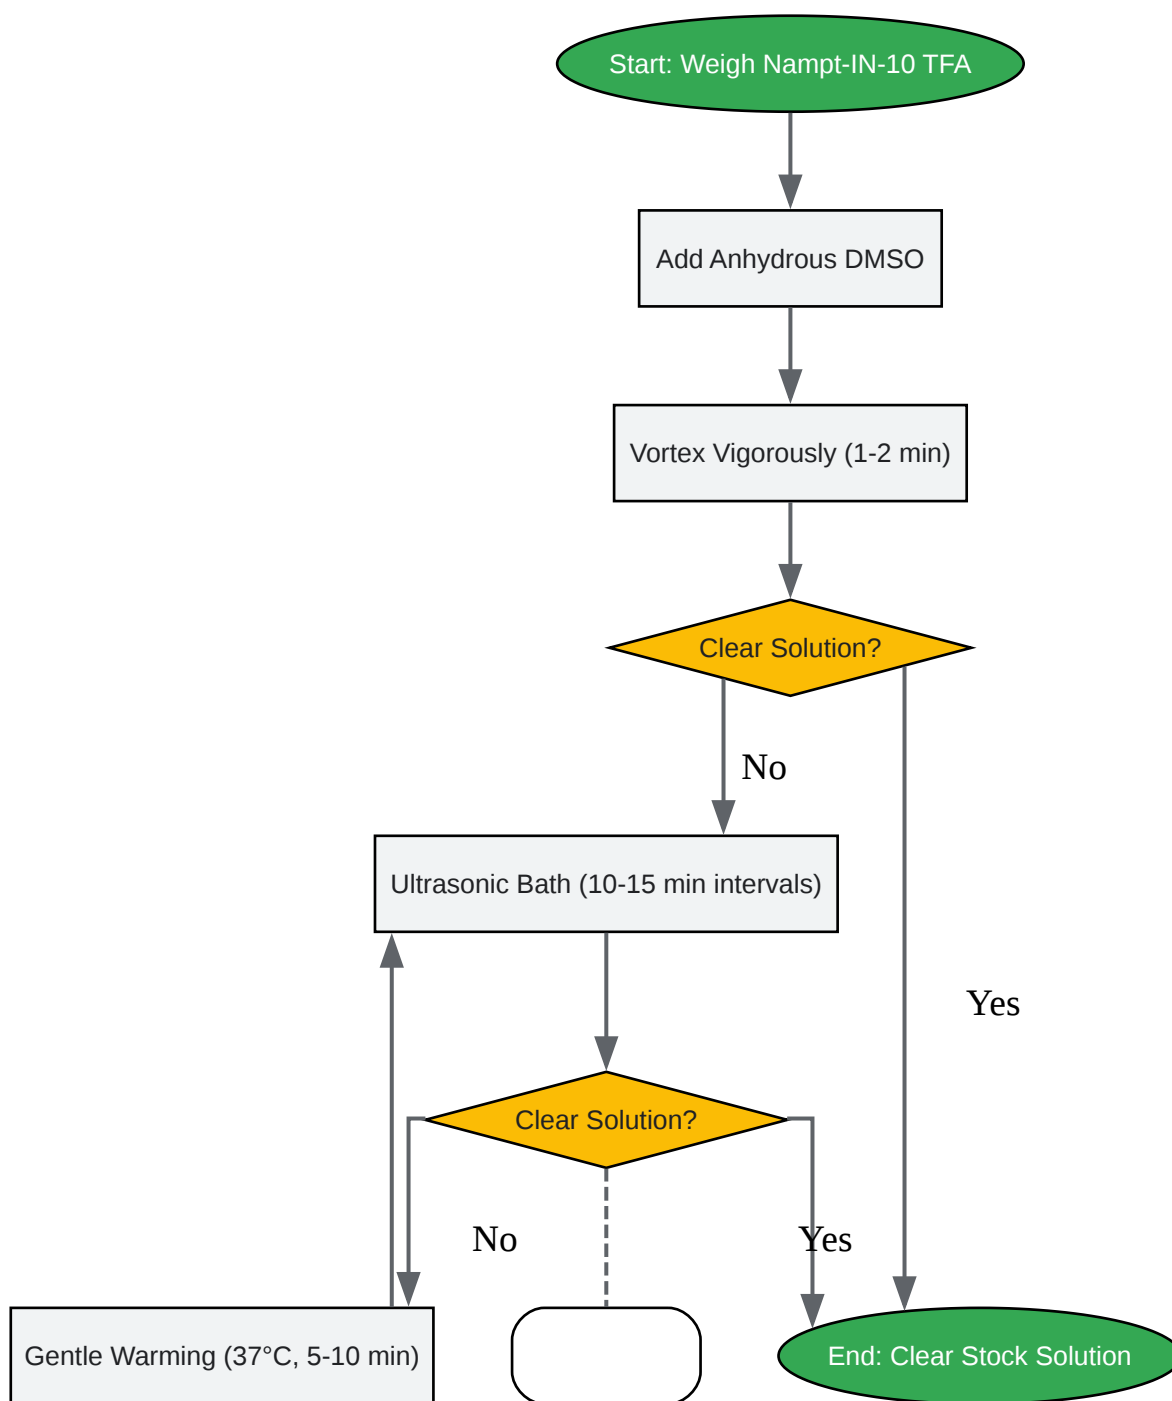 Start: Weigh Nampt-IN-10 TFA
Add Anhydrous DMSO
Vortex Vigorously (1-2 min)
Clear Solution?
No
Ultrasonic Bath (10-15 min intervals)
Yes
Clear Solution?
No
Yes
Gentle Warming (37°C, 5-10 min)
End: Clear Stock Solution